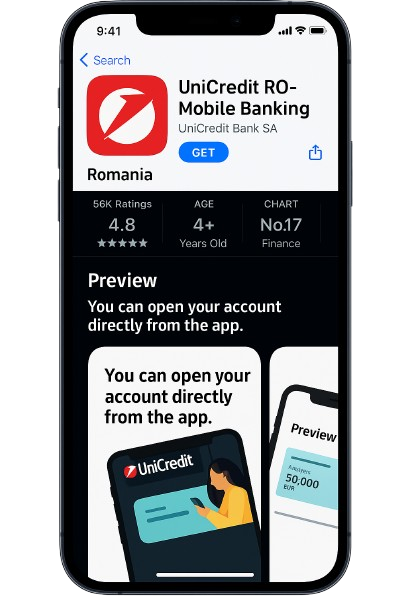 9:41
Search
UniCredit RO-
Mobile Banking
UniCredit Bank SA
GET
Romania
56K Ratings
4.8
★★★★★
AGE
4+
Years Old
CHART
No.17
Finance
Preview
You can open your account
directly from the app.
You can open your
account directly
from the app.
UniCredit
Preview
50,000
EUR